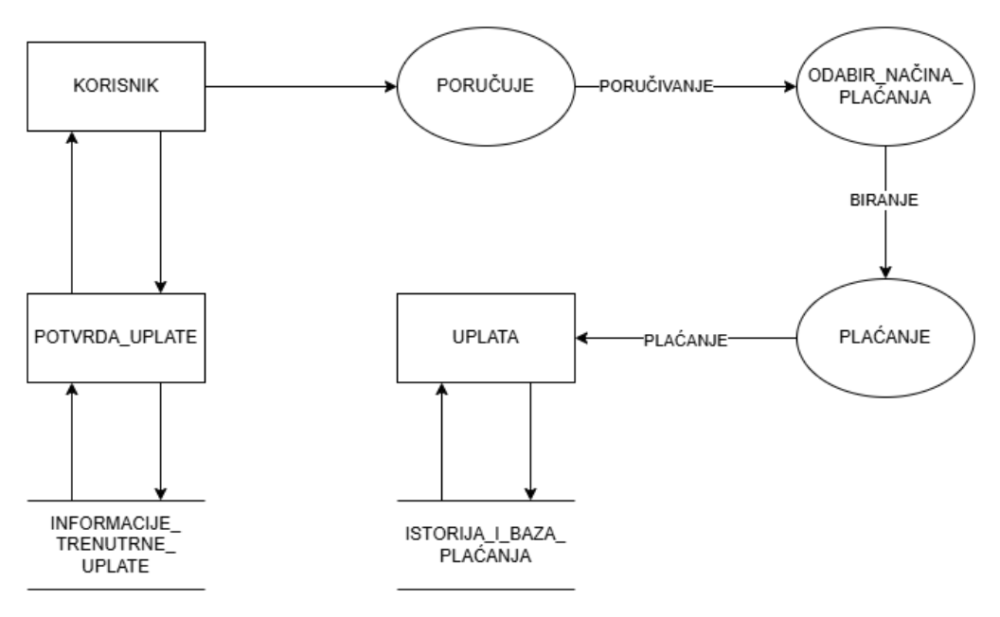 KORISNIK
PORUČUJE
PORUČIVANJE
ODABIR_NAČINA_
PLAĆANJA
BIRANJE
POTVRDA_UPLATE
UPLATA
PLAĆANJE
PLAĆANJE
INFORMACIJE_
TRENUTRNE_
UPLATE
ISTORIJA_I_BAZA_
PLAĆANJA